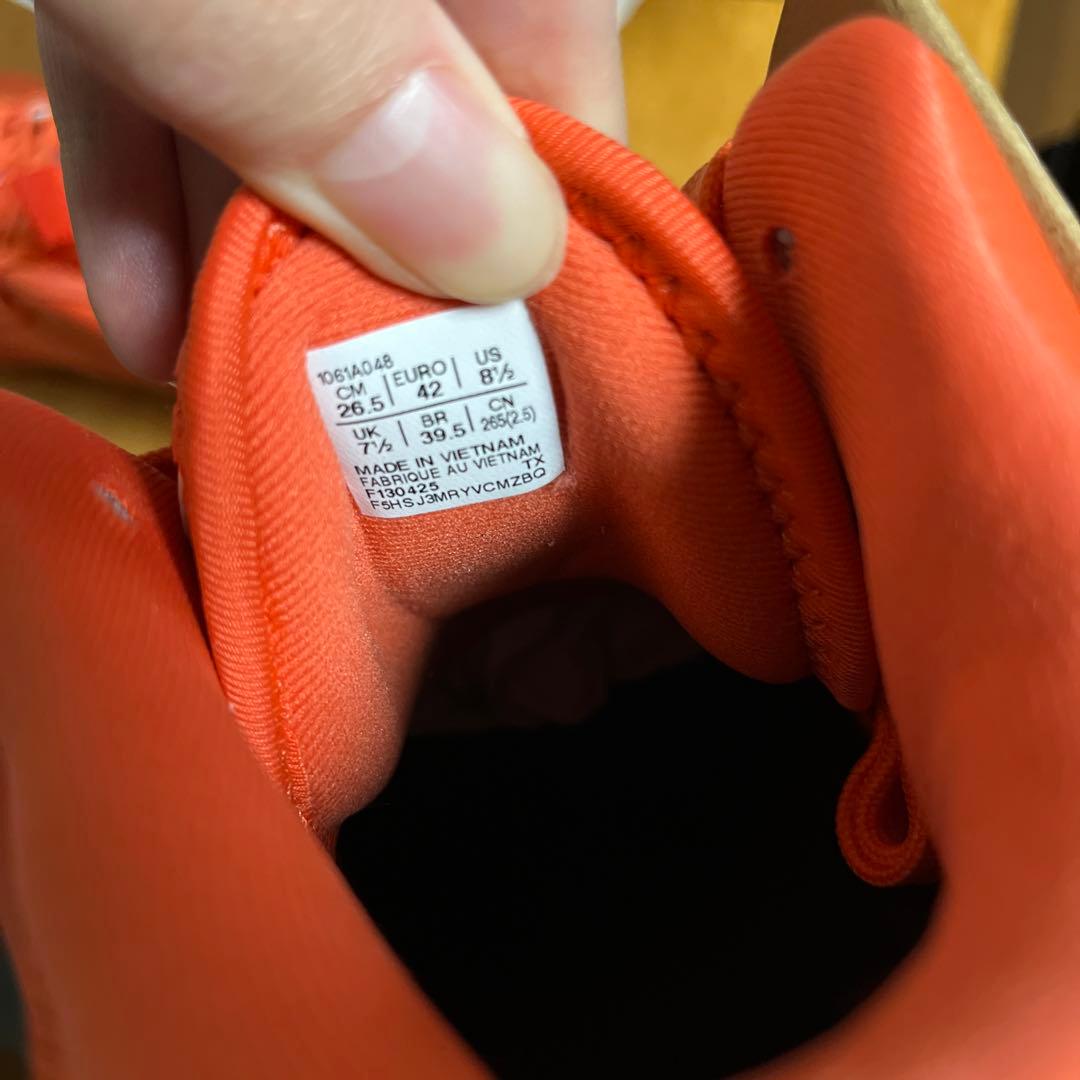 1061A048
CM 26.5 | EURO 42 | US 8½
UK 7½ | BR 39.5 | CN 265(2.5)
MADE IN VIETNAM
FABRIQUE AU VIETNAM
F130425 TX
F5HSJ3MRYVCMZBQ